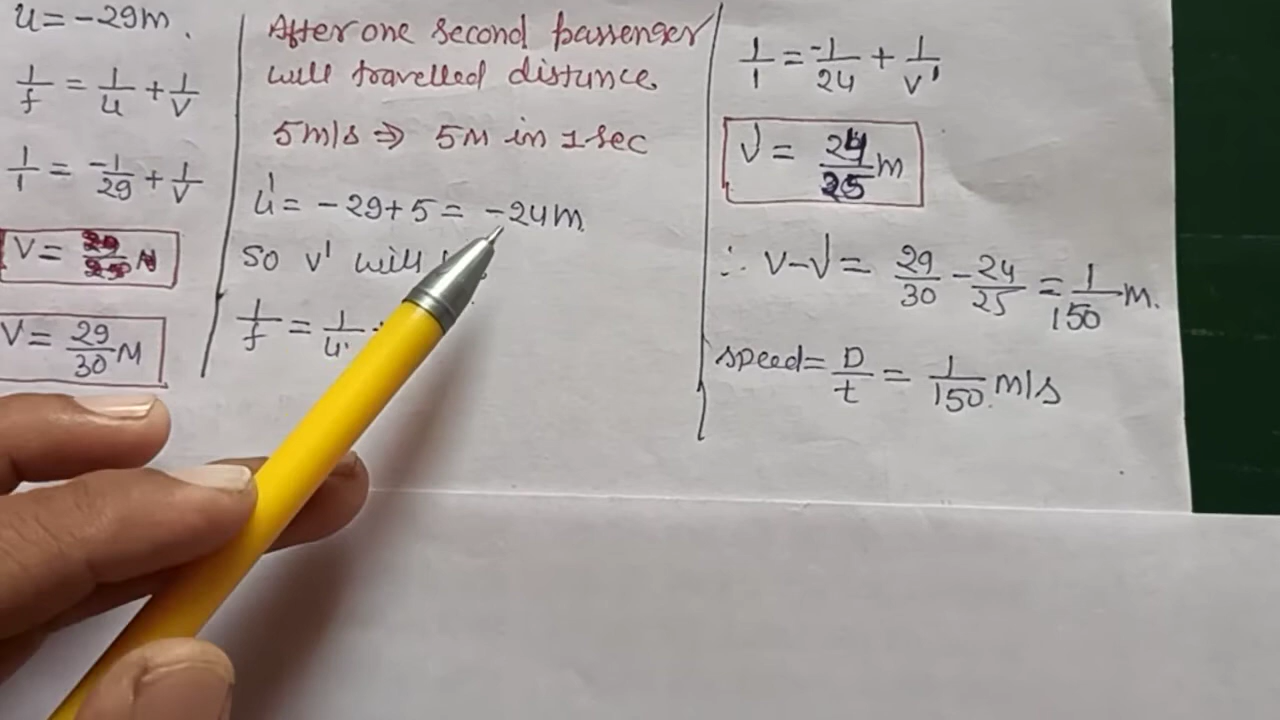 u = -29m.
1/f = 1/u + 1/v
1/1 = -1/29 + 1/v
V = 29/30 M
After one second passenger
will travelled distance.
5m/s ⇒ 5M in 1sec
u' = -29+5 = -24m.
so v' will
1/f = 1/u'
1/1 = -1/24 + 1/v'
v' = 24/25 m
∴ v-v' = 29/30 - 24/25 = 1/150 m.
speed = D/t = 1/150 m/s